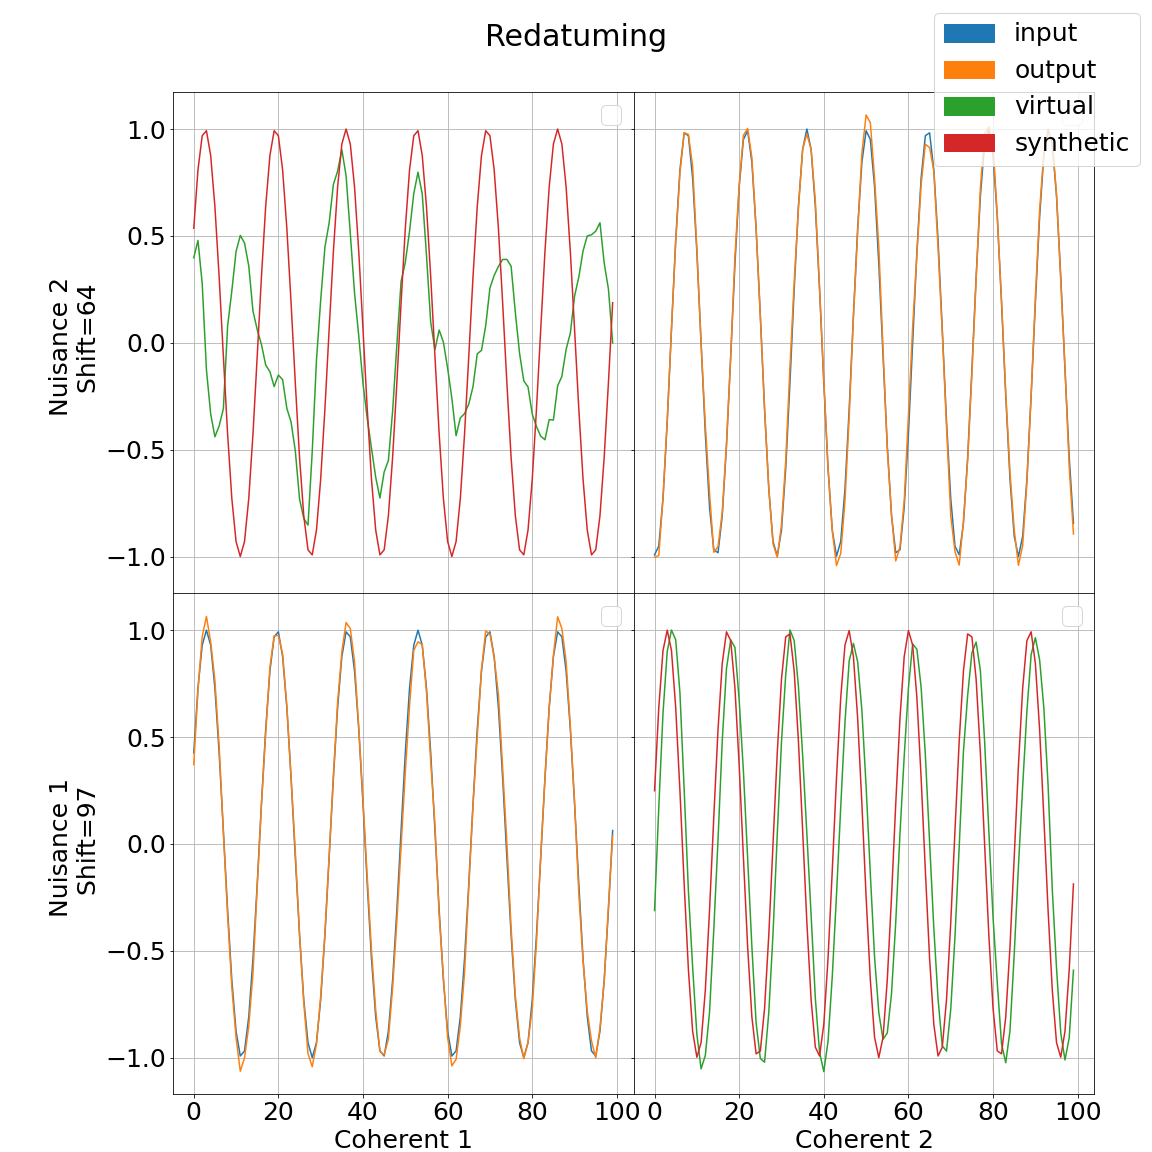 Redatuming
input
output
virtual
synthetic
Nuisance 2
Shift=64
1.0
0.5
0.0
−0.5
−1.0
Nuisance 1
Shift=97
1.0
0.5
0.0
−0.5
−1.0
0 20 40 60 80 100
0 20 40 60 80 100
Coherent 1
Coherent 2